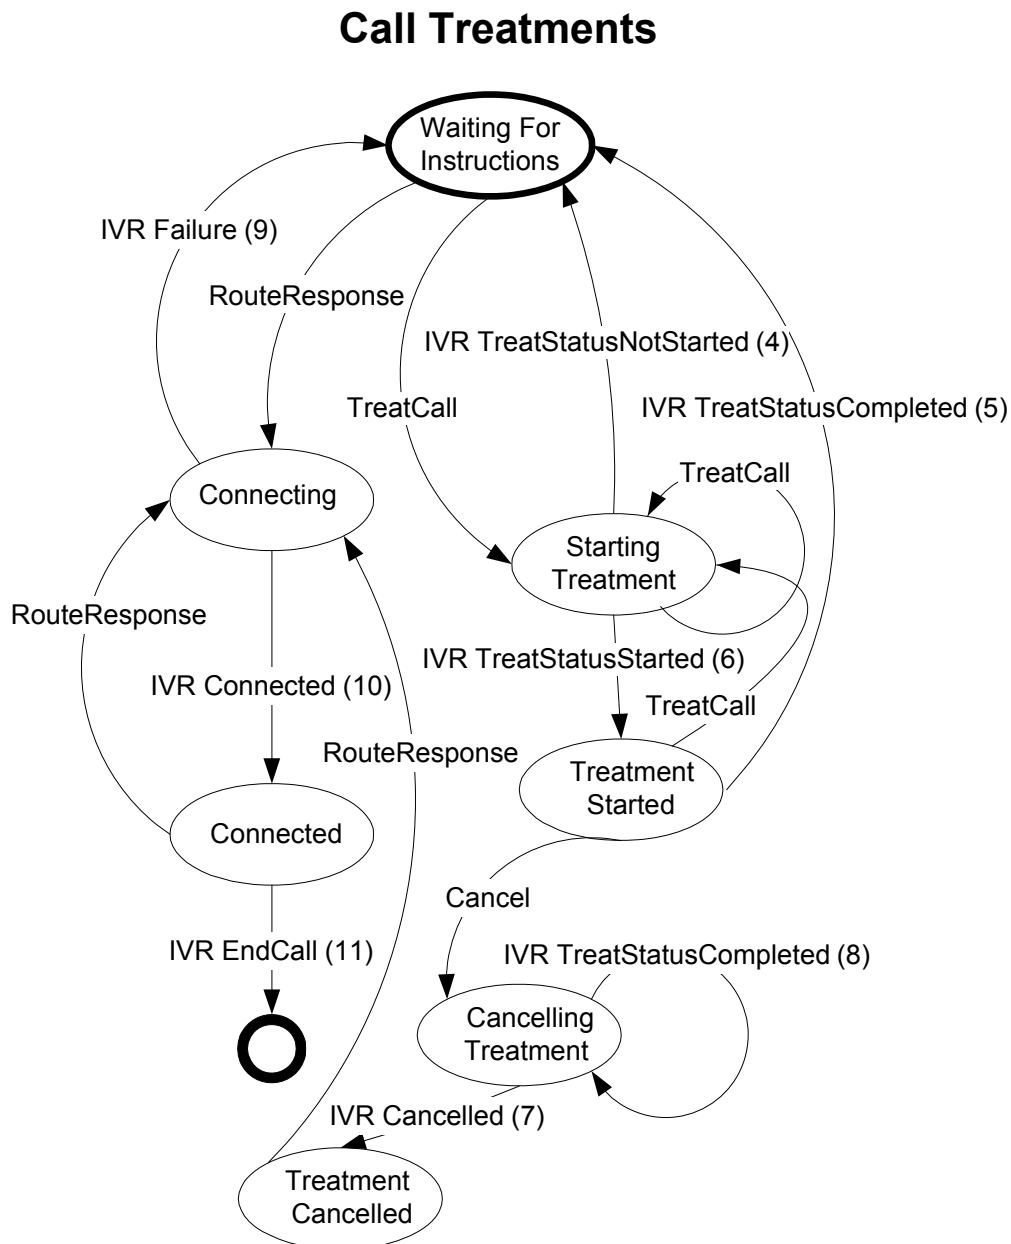 Call Treatments
Waiting For
Instructions
IVR Failure (9)
RouteResponse
IVR TreatStatusNotStarted (4)
TreatCall
IVR TreatStatusCompleted (5)
TreatCall
Connecting
Starting
Treatment
RouteResponse
IVR TreatStatusStarted (6)
IVR Connected (10)
TreatCall
RouteResponse
Treatment
Started
Connected
Cancel
IVR EndCall (11)
IVR TreatStatusCompleted (8)
Cancelling
Treatment
IVR Cancelled (7)
Treatment
Cancelled